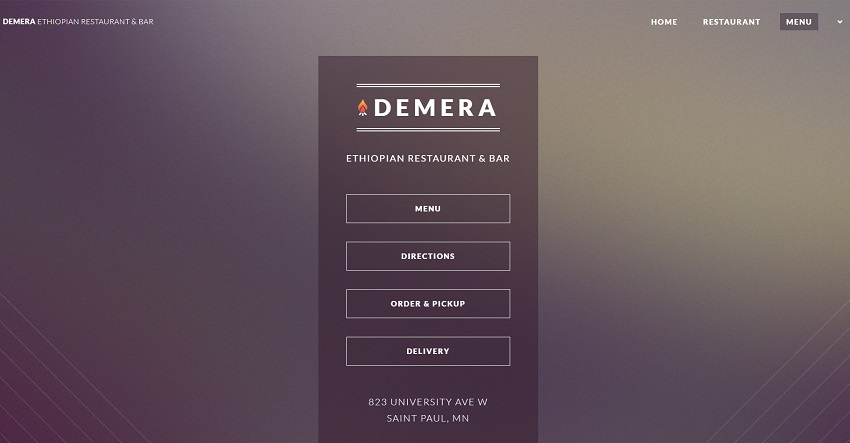 DEMERA ETHIOPIAN RESTAURANT & BAR
HOME RESTAURANT MENU
DEMERA
ETHIOPIAN RESTAURANT & BAR
MENU
DIRECTIONS
ORDER & PICKUP
DELIVERY
823 UNIVERSITY AVE W
SAINT PAUL, MN